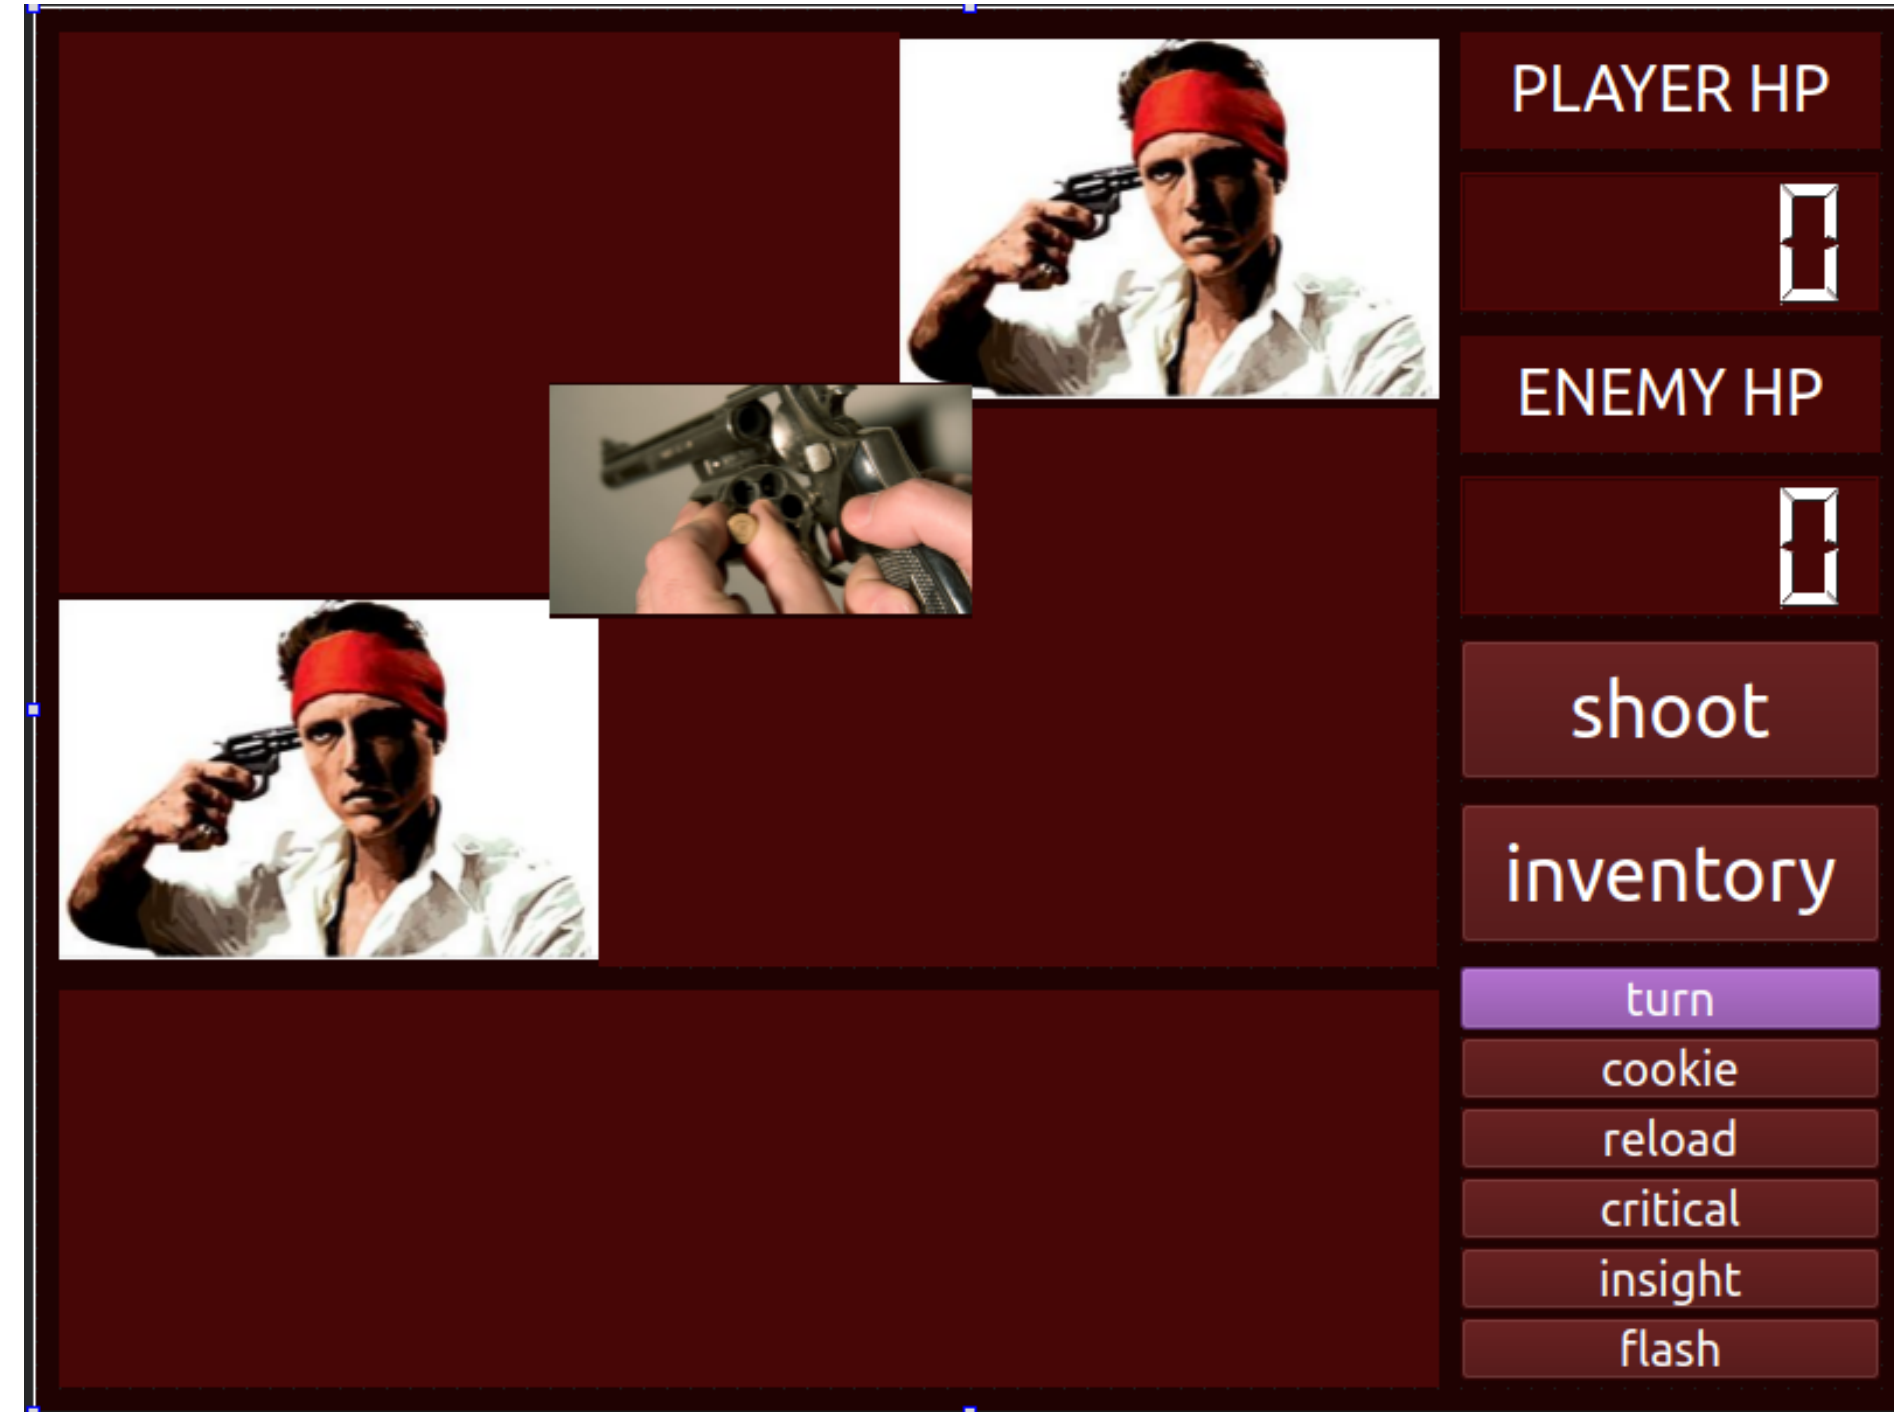 PLAYER HP
0
ENEMY HP
0
shoot
inventory
turn
cookie
reload
critical
insight
flash